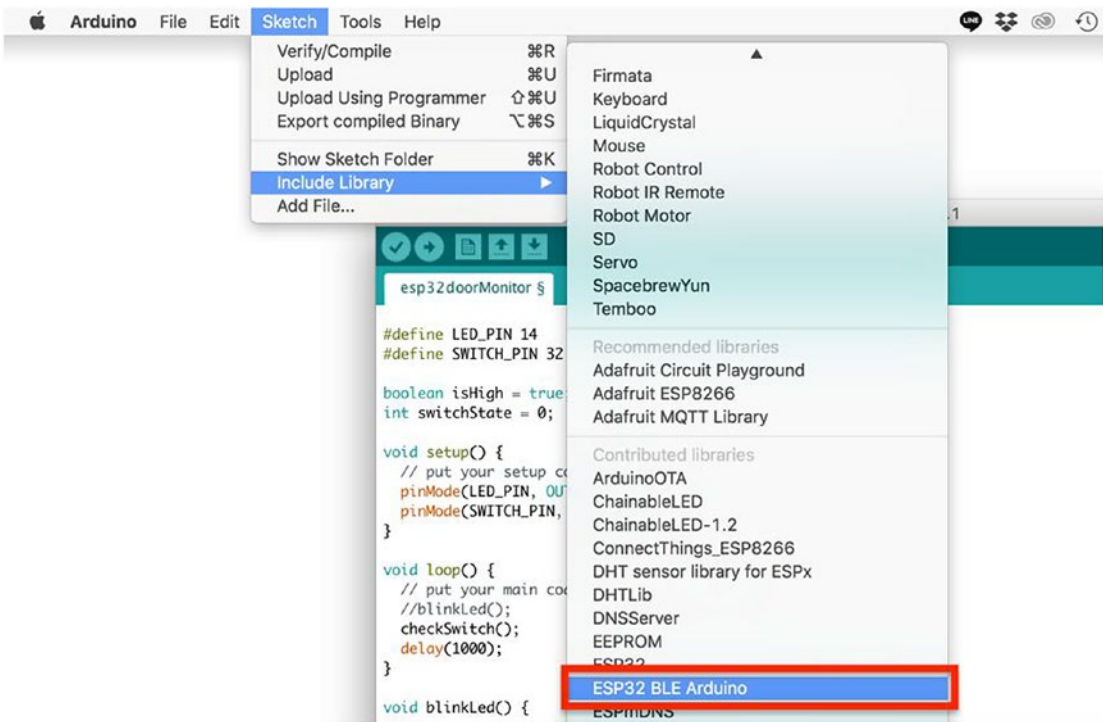 Arduino File Edit Sketch Tools Help
LINE
Verify/Compile ⌘R
Upload ⌘U
Upload Using Programmer ⇧⌘U
Export compiled Binary ⌥⌘S
Show Sketch Folder ⌘K
Include Library ▶
Add File...
▲
Firmata
Keyboard
LiquidCrystal
Mouse
Robot Control
Robot IR Remote
Robot Motor
SD
Servo
SpacebrewYun
Temboo
Recommended libraries
Adafruit Circuit Playground
Adafruit ESP8266
Adafruit MQTT Library
Contributed libraries
ArduinoOTA
ChainableLED
ChainableLED-1.2
ConnectThings_ESP8266
DHT sensor library for ESPx
DHTLib
DNSServer
EEPROM
ESP32
ESP32 BLE Arduino
ESPmDNS
.1
esp32doorMonitor §
#define LED_PIN 14
#define SWITCH_PIN 32
boolean isHigh = true
int switchState = 0;
void setup() {
// put your setup co
pinMode(LED_PIN, OU
pinMode(SWITCH_PIN,
}
void loop() {
// put your main co
//blinkLed();
checkSwitch();
delay(1000);
}
void blinkLed() {